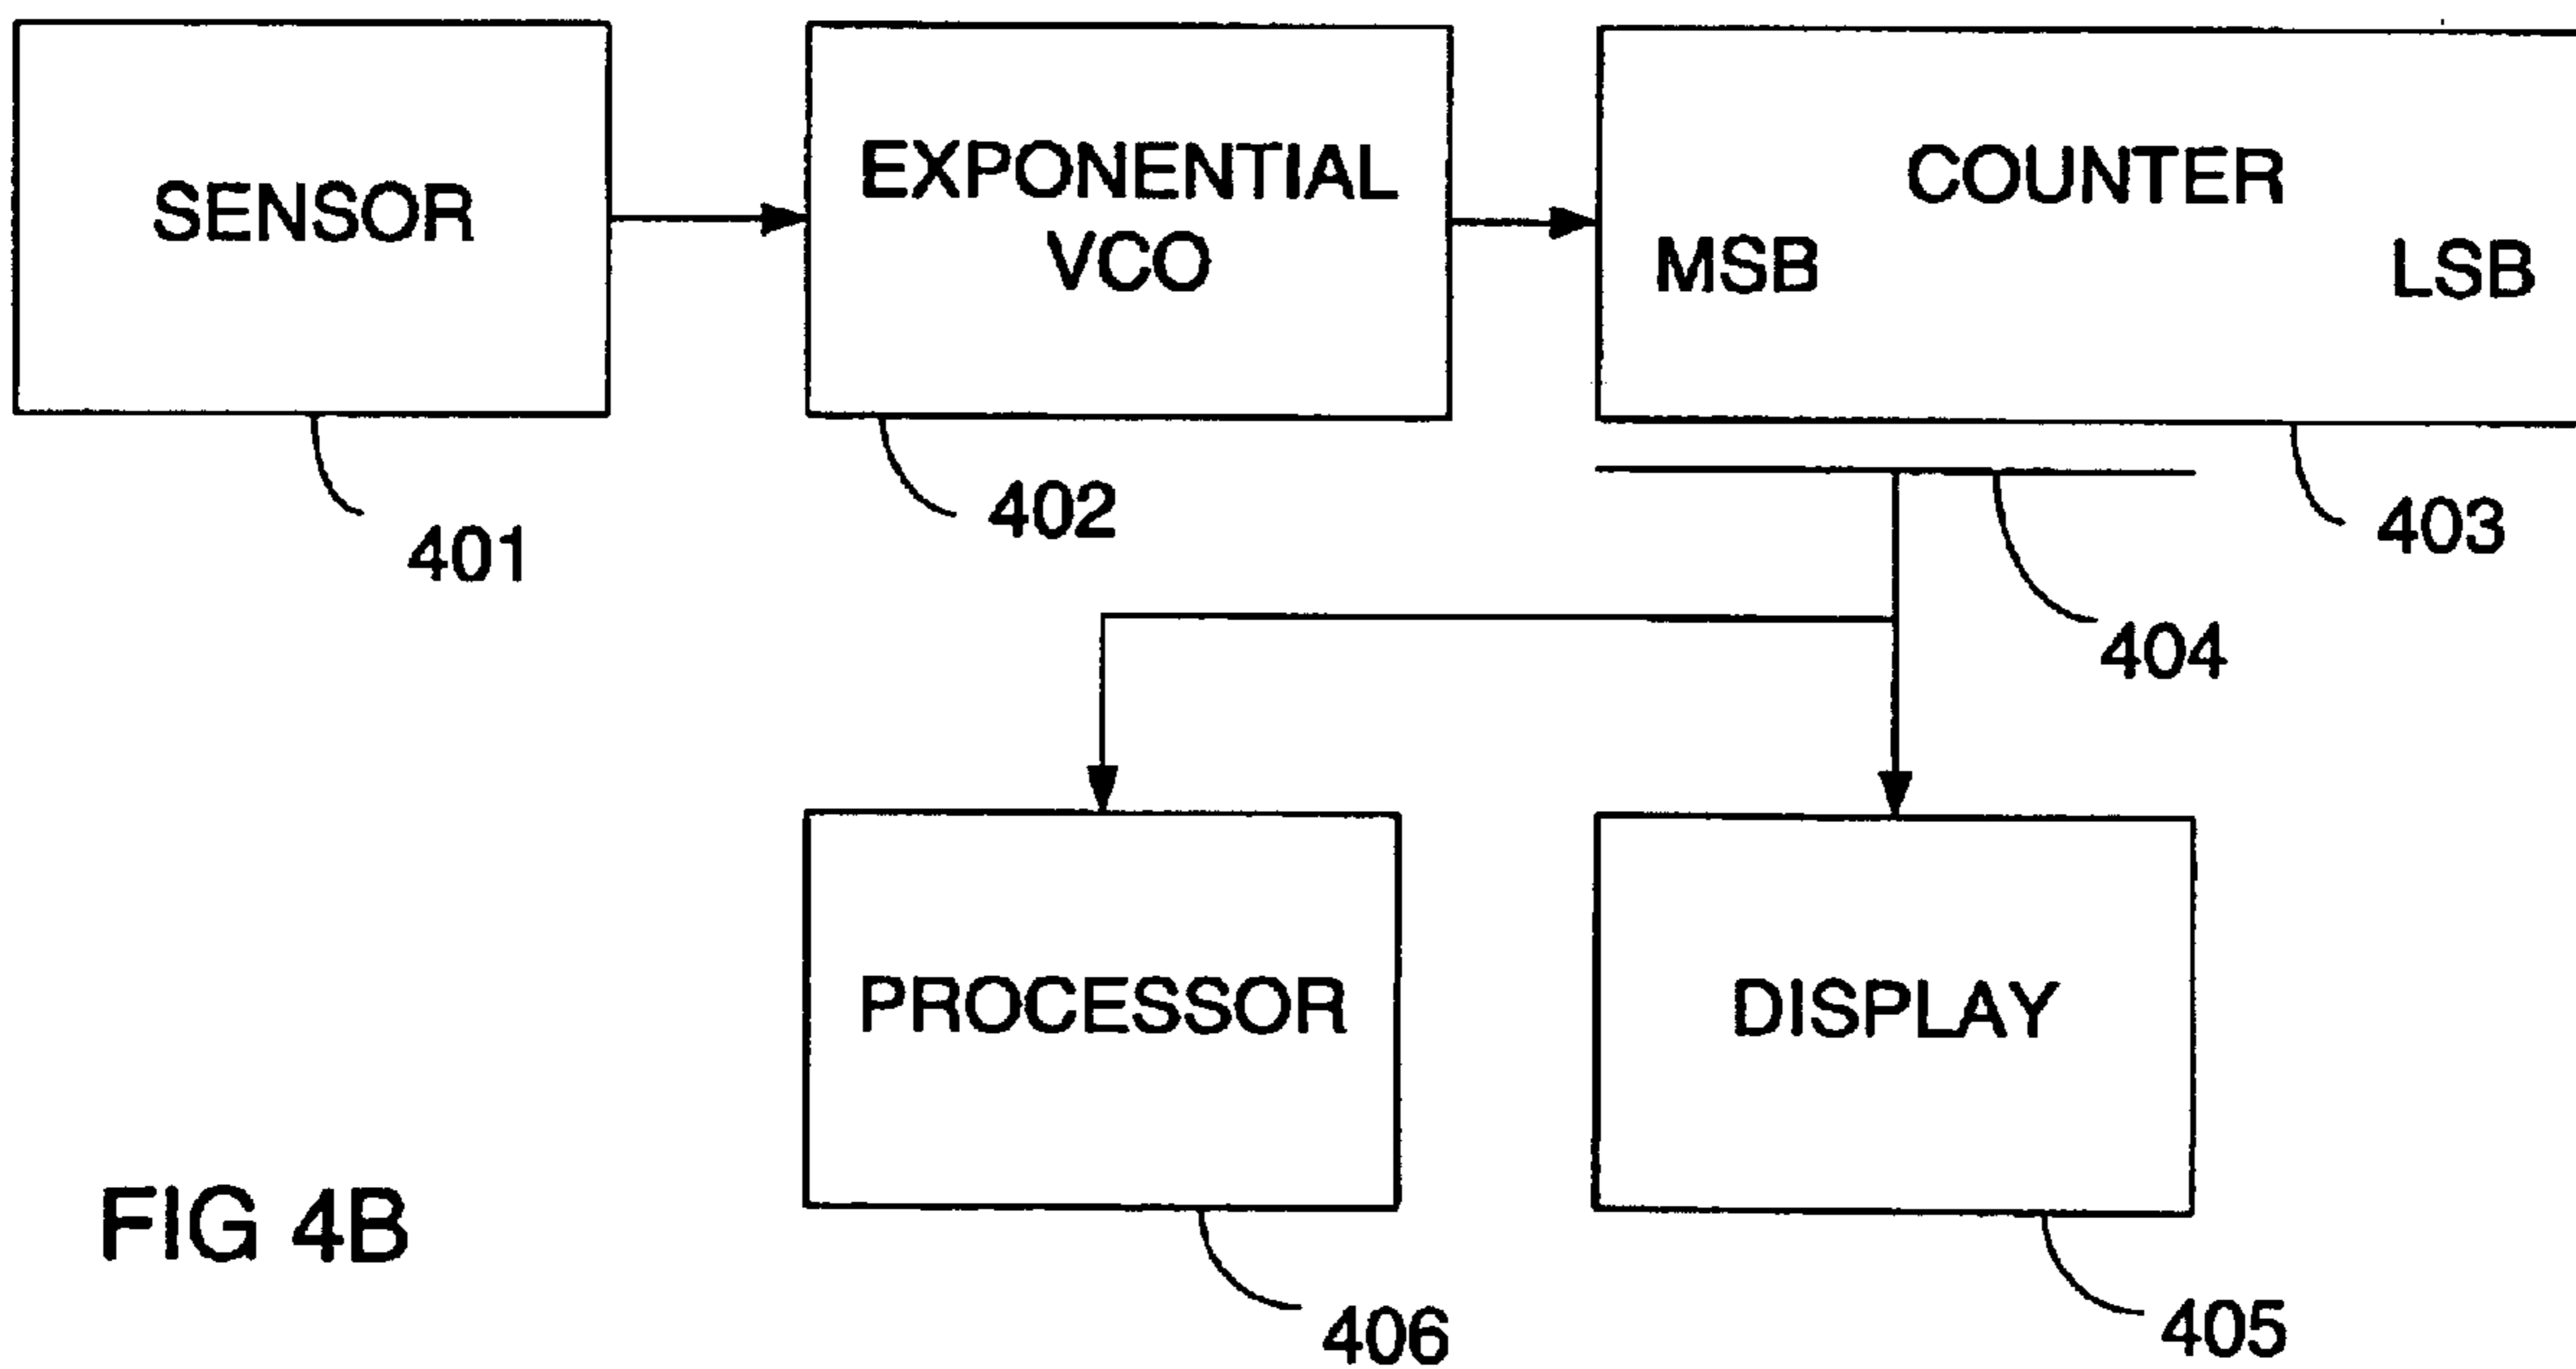 SENSOR
EXPONENTIAL
VCO
COUNTER
MSB
LSB
401
402
403
404
PROCESSOR
DISPLAY
406
405
FIG 4B